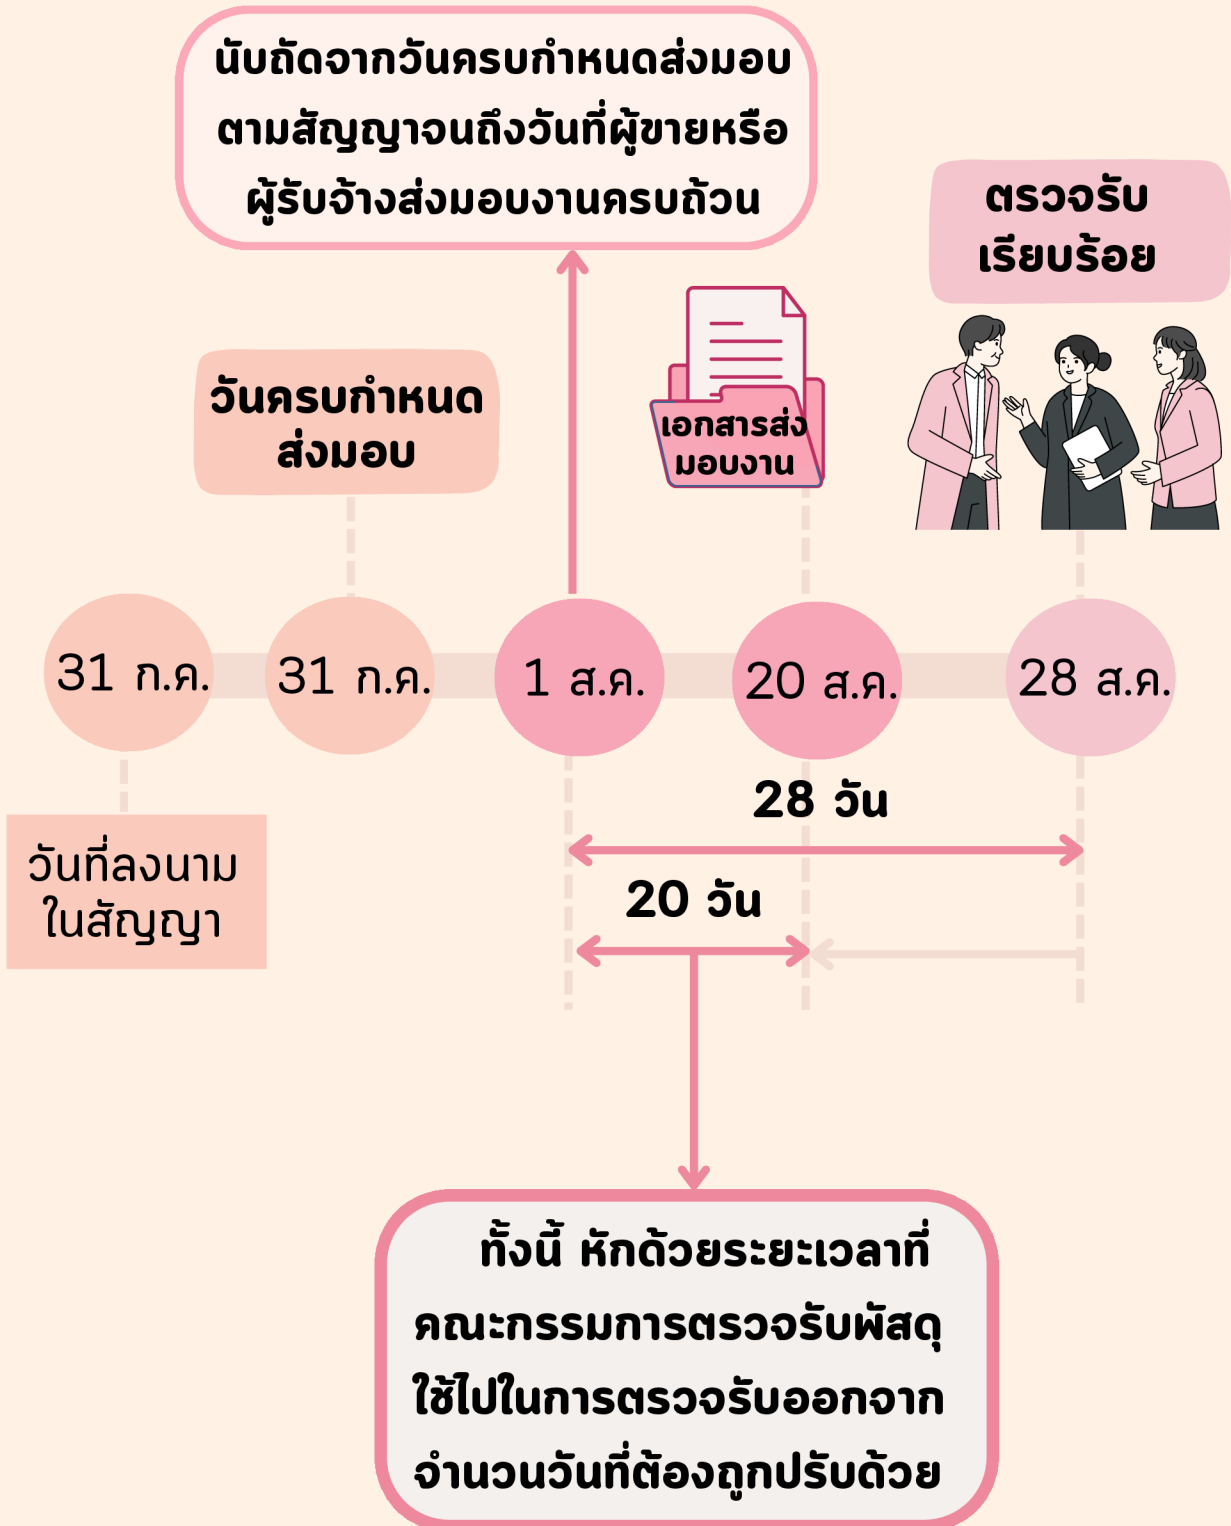 นับถัดจากวันครบกำหนดส่งมอบ
ตามสัญญาจนถึงวันที่ผู้ขายหรือ
ผู้รับจ้างส่งมอบงานครบถ้วน
ตรวจรับ
เรียบร้อย
วันครบกำหนด
ส่งมอบ
เอกสารส่ง
มอบงาน
31 ก.ค.
31 ก.ค.
1 ส.ค.
20 ส.ค.
28 ส.ค.
วันที่ลงนาม
ในสัญญา
28 วัน
20 วัน
ทั้งนี้ หักด้วยระยะเวลาที่
คณะกรรมการตรวจรับพัสดุ
ใช้ไปในการตรวจรับออกจาก
จำนวนวันที่ต้องถูกปรับด้วย